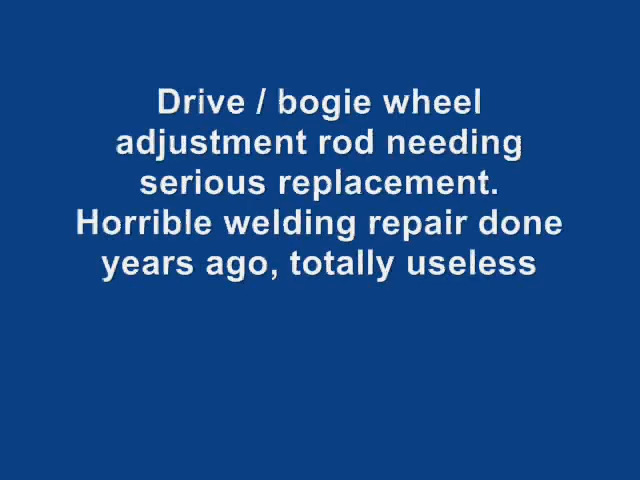 Drive / bogie wheel
adjustment rod needing
serious replacement.
Horrible welding repair done
years ago, totally useless